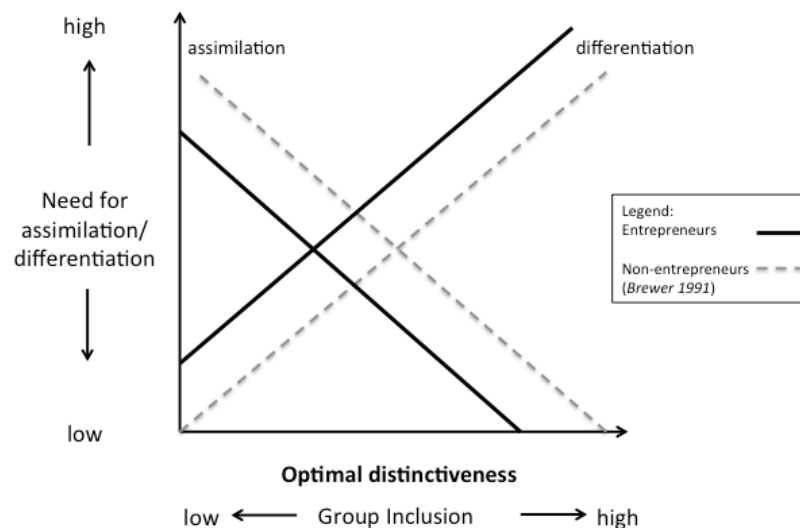 high
assimilation
differentiation
Need for
assimilation/
differentiation
Legend:
Entrepreneurs
Non-entrepreneurs
(Brewer 1991)
low
Optimal distinctiveness
low
Group Inclusion
high